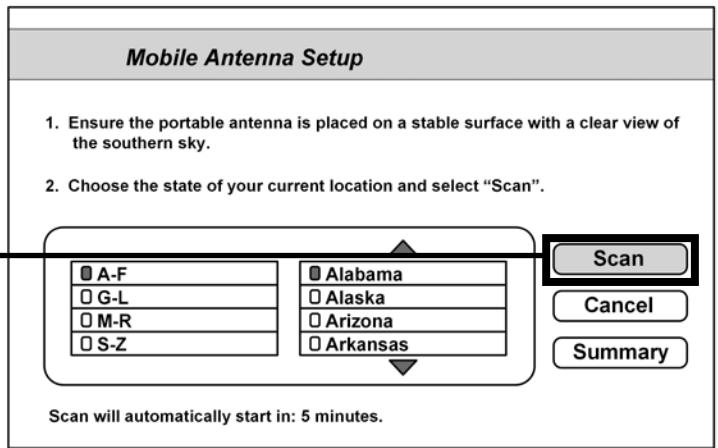 Mobile Antenna Setup
1. Ensure the portable antenna is placed on a stable surface with a clear view of
the southern sky.
2. Choose the state of your current location and select “Scan”.
A-F
G-L
M-R
S-Z
Alabama
Alaska
Arizona
Arkansas
Scan
Cancel
Summary
Scan will automatically start in: 5 minutes.